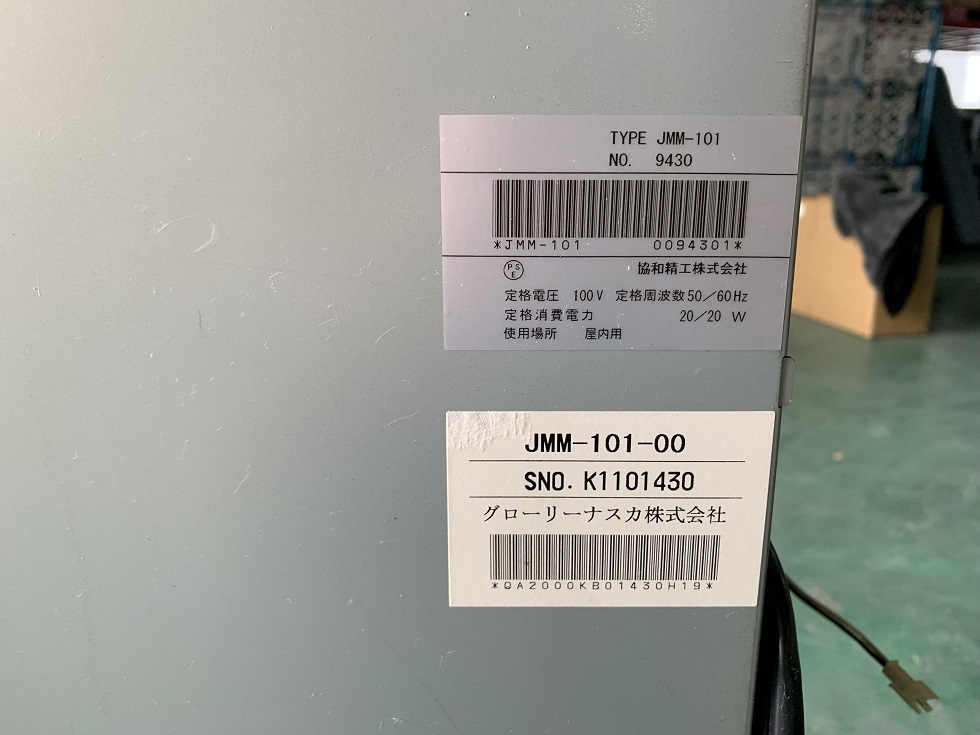 TYPE JMM-101
NO. 9430
*JMM-101 0094301*
PSE
協和精工株式会社
定格電圧 100V 定格周波数50/60Hz
定格消費電力 20/20 W
使用場所 屋内用
JMM-101-00
SNO. K1101430
グローリーナスカ株式会社
*QA2000KB01430H19*